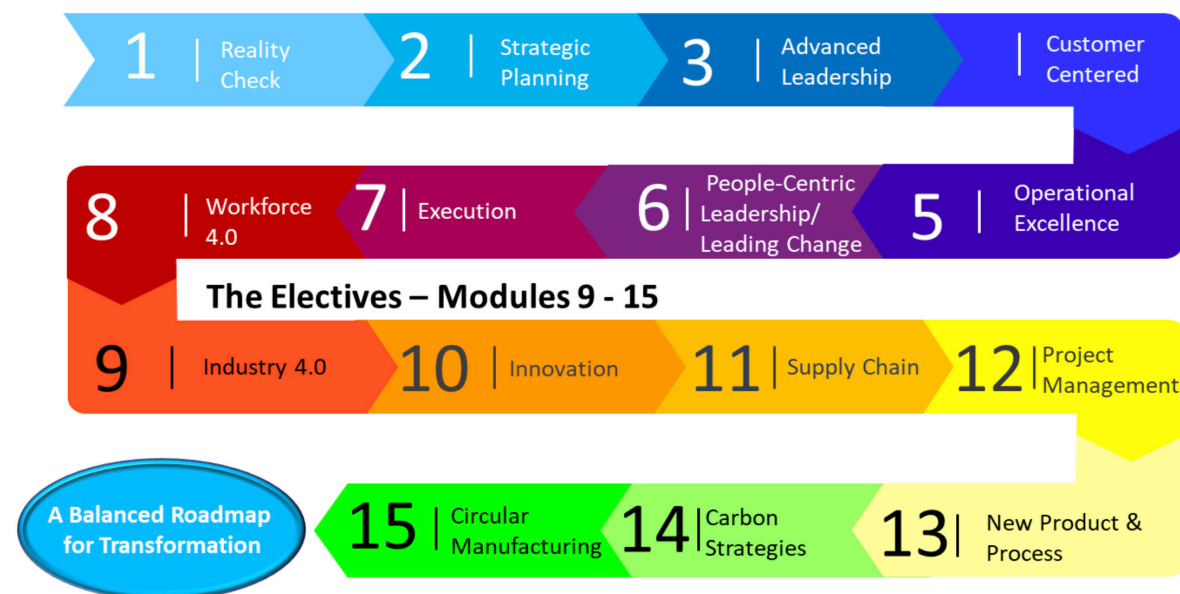 1
Reality
Check
2
Strategic
Planning
3
Advanced
Leadership
Customer
Centered
5
Operational
Excellence
6
People-Centric
Leadership/
Leading Change
7
Execution
8
Workforce
4.0
The Electives – Modules 9 - 15
9
Industry 4.0
10
Innovation
11
Supply Chain
12
Project
Management
13
New Product &
Process
14
Carbon
Strategies
15
Circular
Manufacturing
A Balanced Roadmap
for Transformation